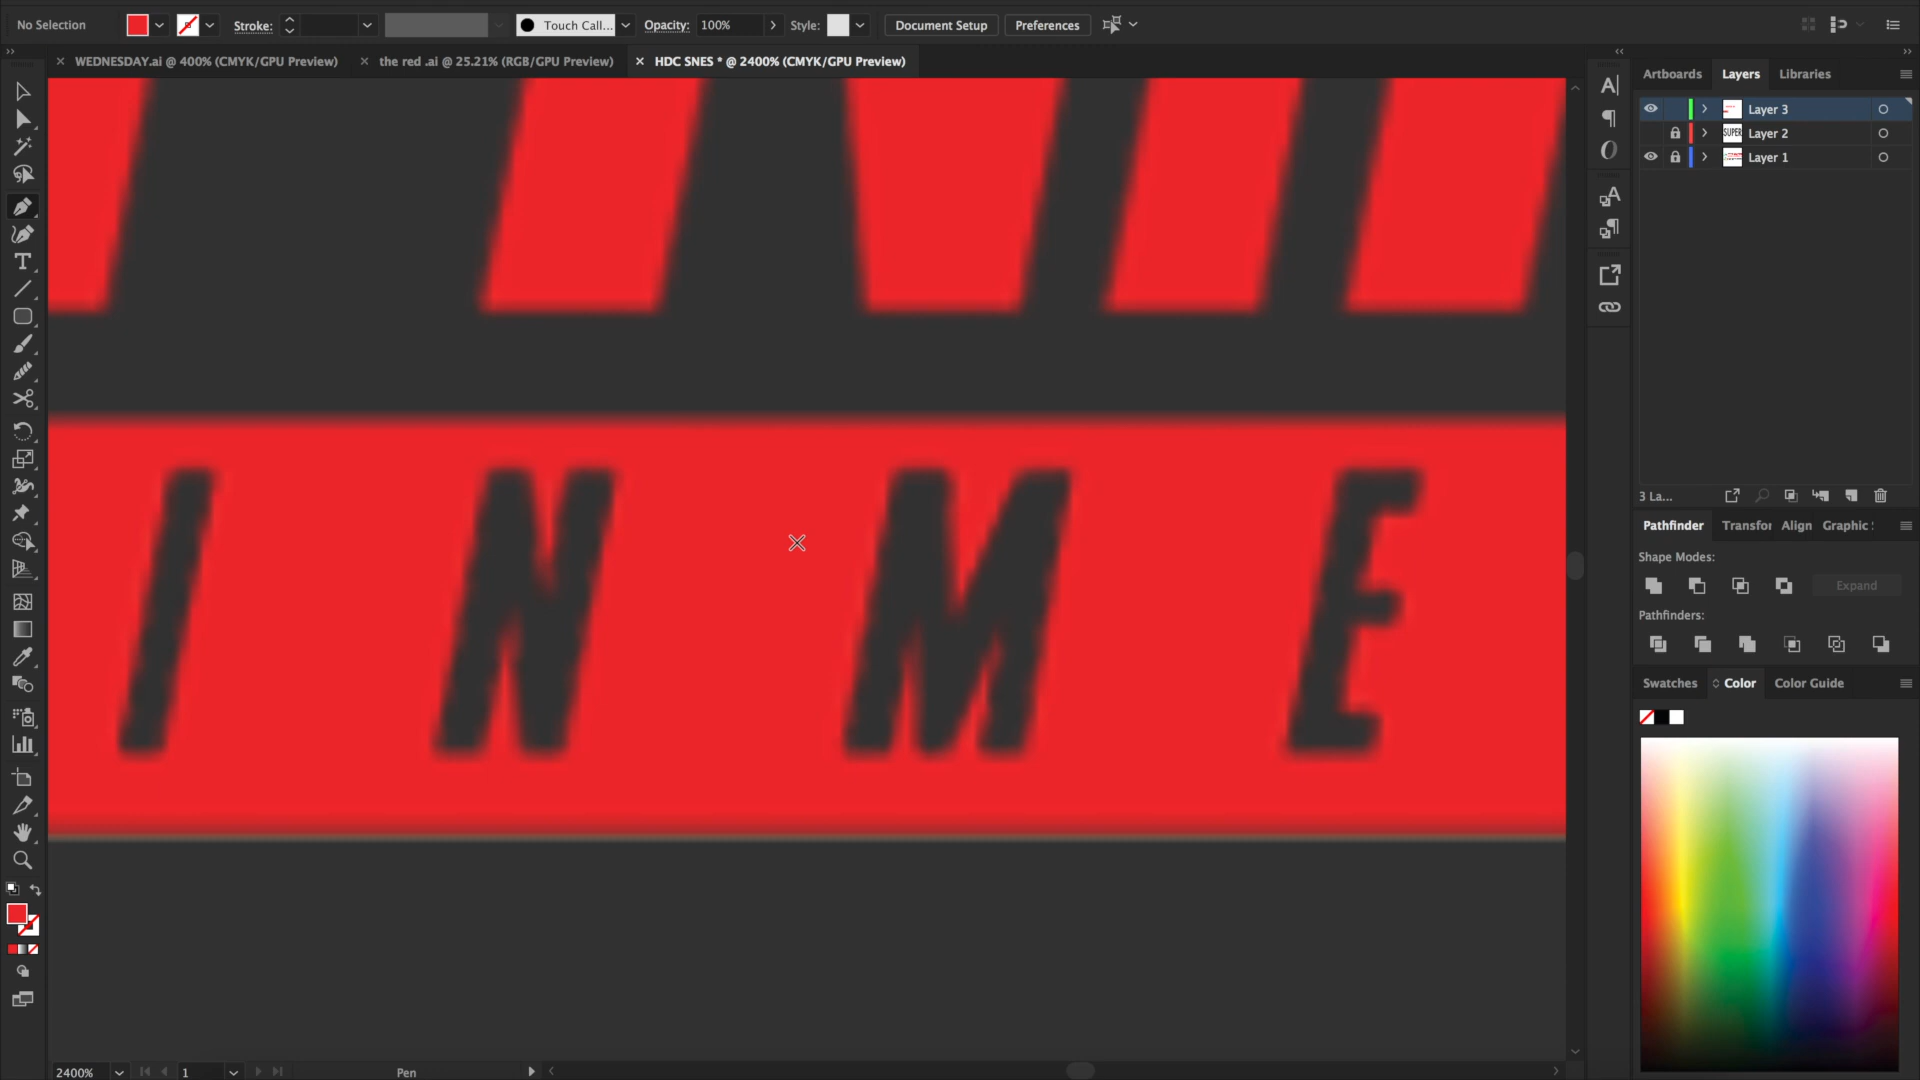 No Selection
Stroke:
Touch Call...
Opacity:
100%
Style:
Document Setup
Preferences
WEDNESDAY.ai @ 400% (CMYK/GPU Preview)
the red .ai @ 25.21% (RGB/GPU Preview)
HDC SNES * @ 2400% (CMYK/GPU Preview)
Artboards
Layers
Libraries
Layer 3
SUPER
Layer 2
Layer 1
3 La...
Pathfinder
Transfor
Align
Graphic
Shape Modes:
Expand
Pathfinders:
Swatches
Color
Color Guide
I N M E
2400%
1
Pen